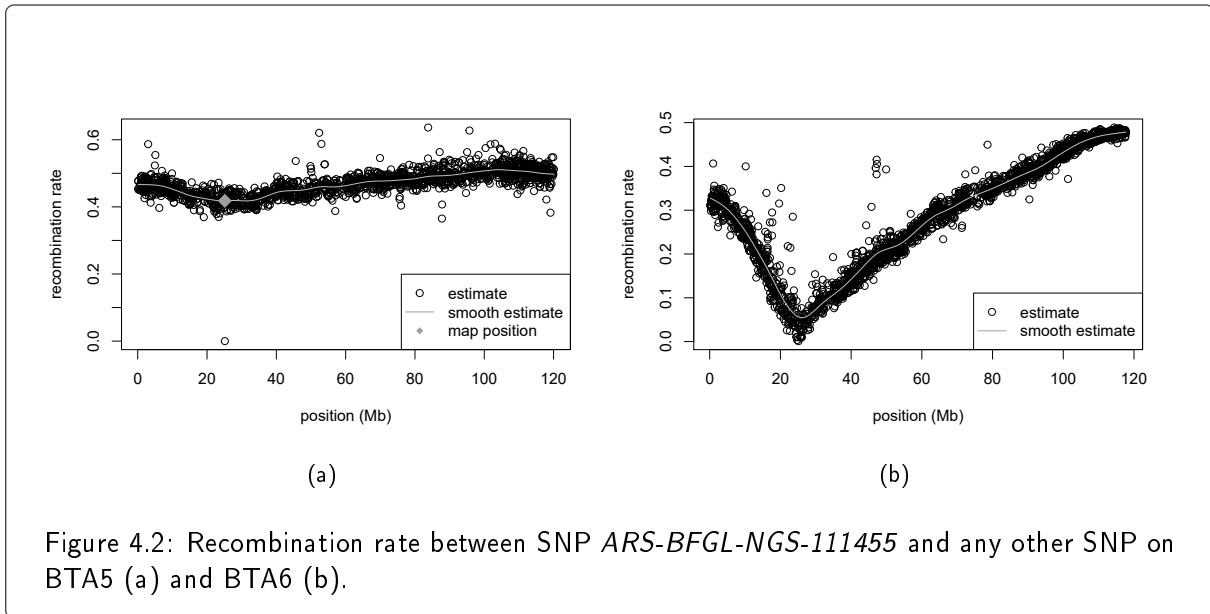 recombination rate
0.0
0.2
0.4
0.6
estimate
smooth estimate
map position
0 20 40 60 80 100 120
position (Mb)
(a)
recombination rate
0.0
0.1
0.2
0.3
0.4
0.5
estimate
smooth estimate
0 20 40 60 80 100 120
position (Mb)
(b)
Figure 4.2: Recombination rate between SNP ARS-BFGL-NGS-111455 and any other SNP on
BTA5 (a) and BTA6 (b).